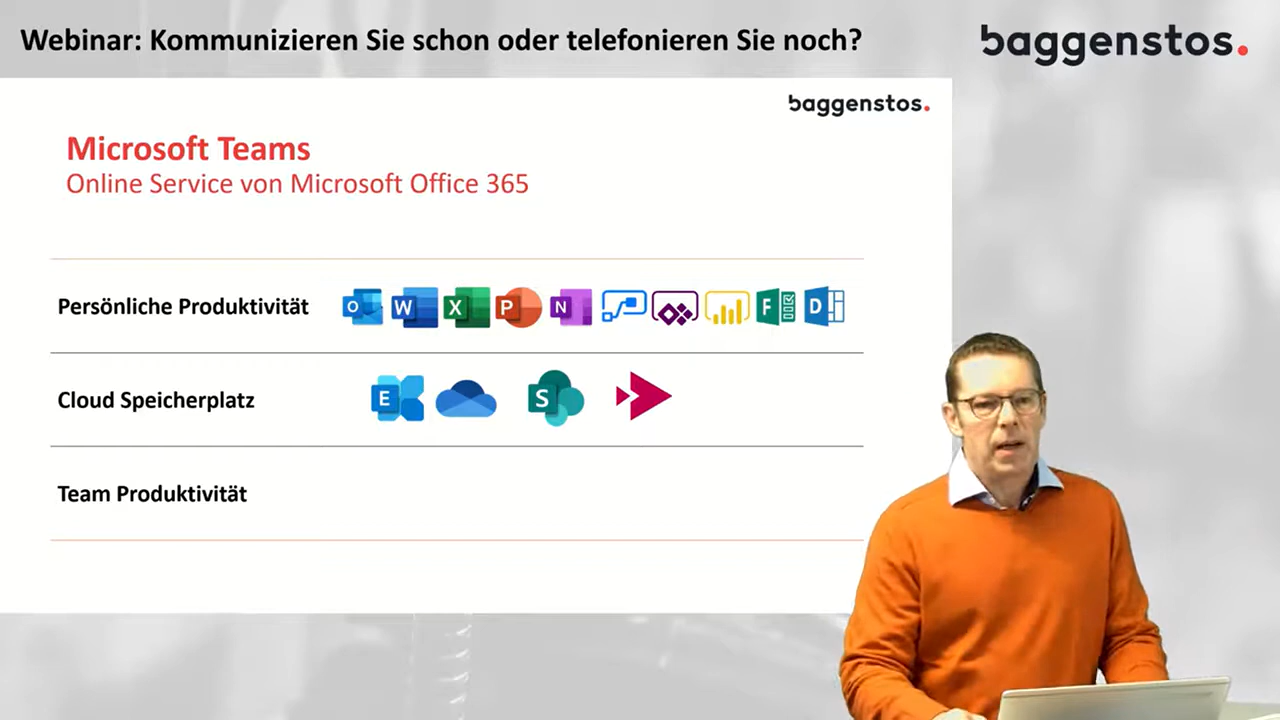 Webinar: Kommunizieren Sie schon oder telefonieren Sie noch?
baggenstos.
baggenstos.
Microsoft Teams
Online Service von Microsoft Office 365
Persönliche Produktivität
O W X P N F D
Cloud Speicherplatz
E S
Team Produktivität